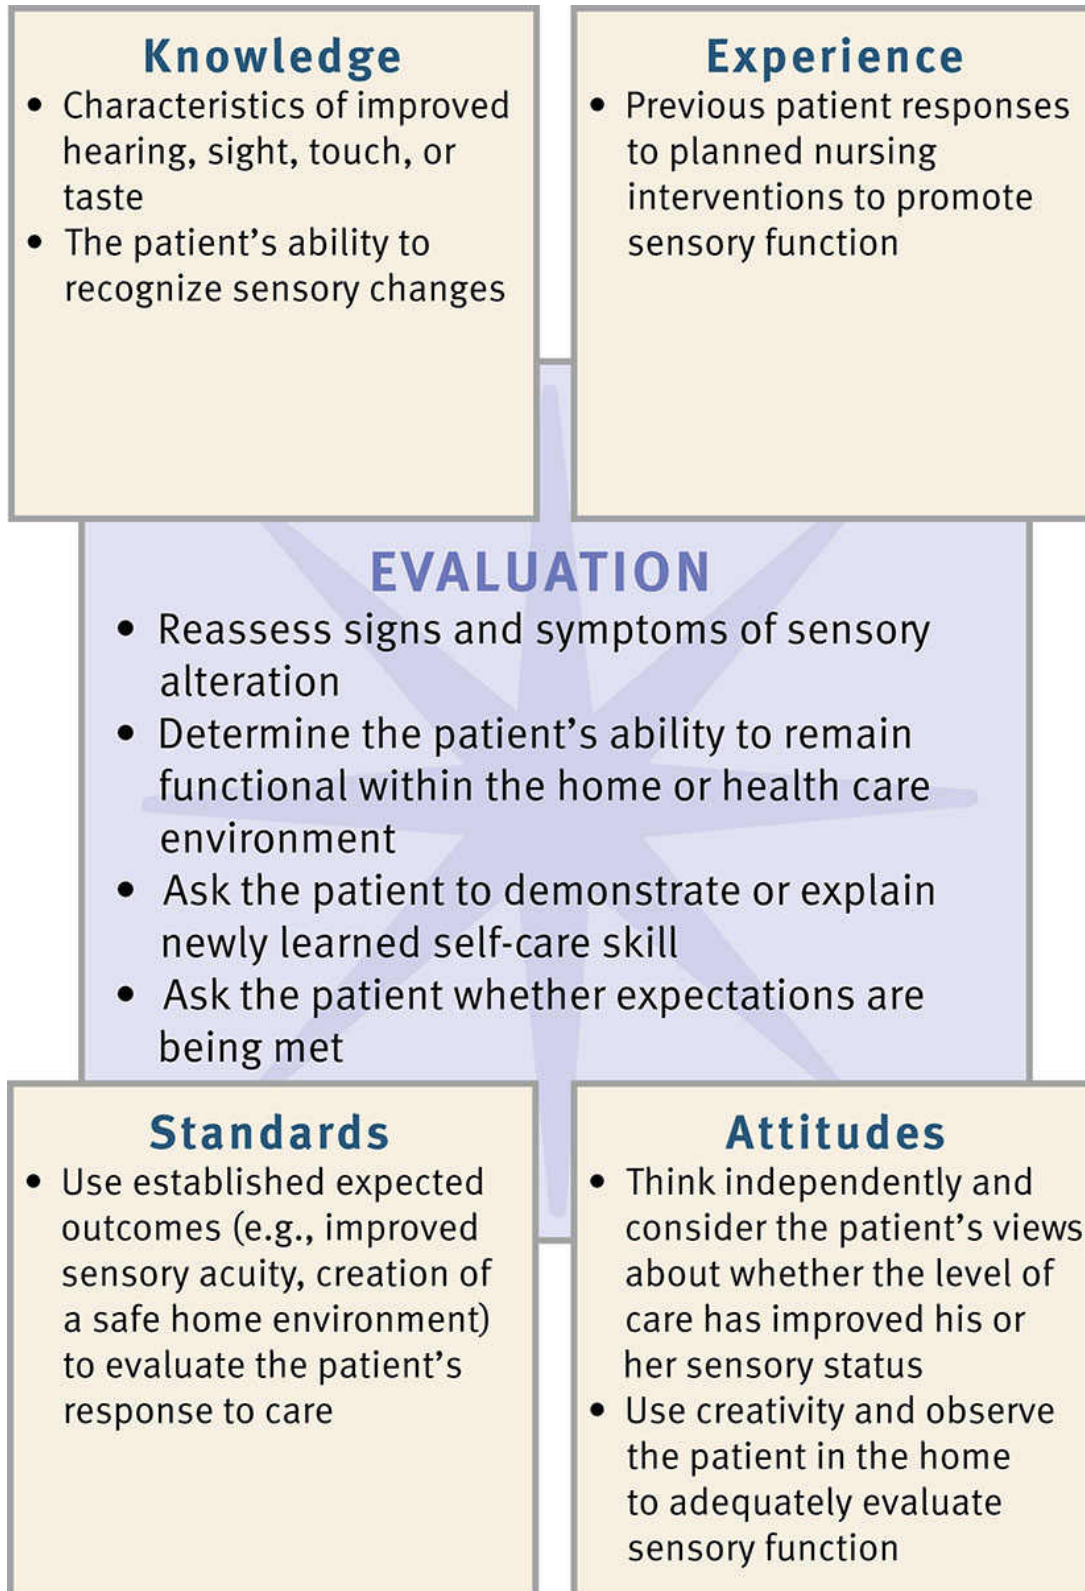 Knowledge
• Characteristics of improved
hearing, sight, touch, or
taste
• The patient’s ability to
recognize sensory changes
Experience
• Previous patient responses
to planned nursing
interventions to promote
sensory function
EVALUATION
• Reassess signs and symptoms of sensory
alteration
• Determine the patient’s ability to remain
functional within the home or health care
environment
• Ask the patient to demonstrate or explain
newly learned self-care skill
• Ask the patient whether expectations are
being met
Standards
• Use established expected
outcomes (e.g., improved
sensory acuity, creation of
a safe home environment)
to evaluate the patient’s
response to care
Attitudes
• Think independently and
consider the patient’s views
about whether the level of
care has improved his or
her sensory status
• Use creativity and observe
the patient in the home
to adequately evaluate
sensory function